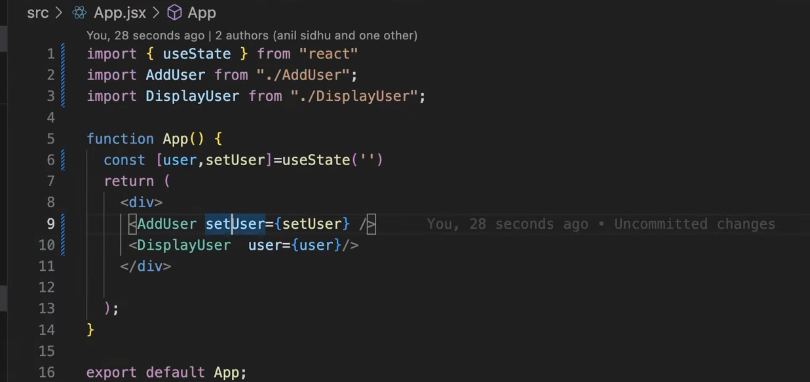 src > App.jsx > App
You, 28 seconds ago | 2 authors (anil sidhu and one other)
1 import { useState } from "react"
2 import AddUser from "./AddUser";
3 import DisplayUser from "./DisplayUser";
4
5 function App() {
6 const [user,setUser]=useState('')
7 return (
8 <div>
9 <AddUser setUser={setUser} /> You, 28 seconds ago • Uncommitted changes
10 <DisplayUser  user={user}/>
11 </div>
12
13 );
14 }
15
16 export default App;